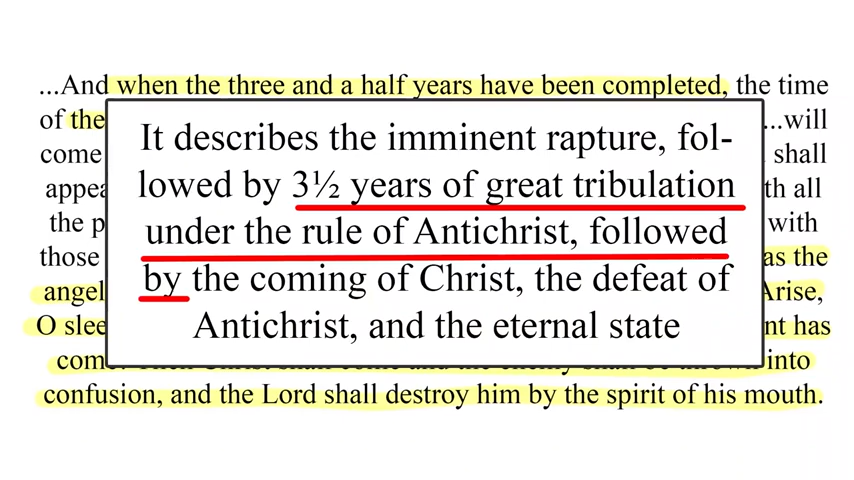 ...And when the three and a half years have been completed, the time
of the ...will
come shall
appea th all
the p with
those as the
angel Arise,
O slee nt has
com into
confusion, and the Lord shall destroy him by the spirit of his mouth.
It describes the imminent rapture, fol-
lowed by 3½ years of great tribulation
under the rule of Antichrist, followed
by the coming of Christ, the defeat of
Antichrist, and the eternal state